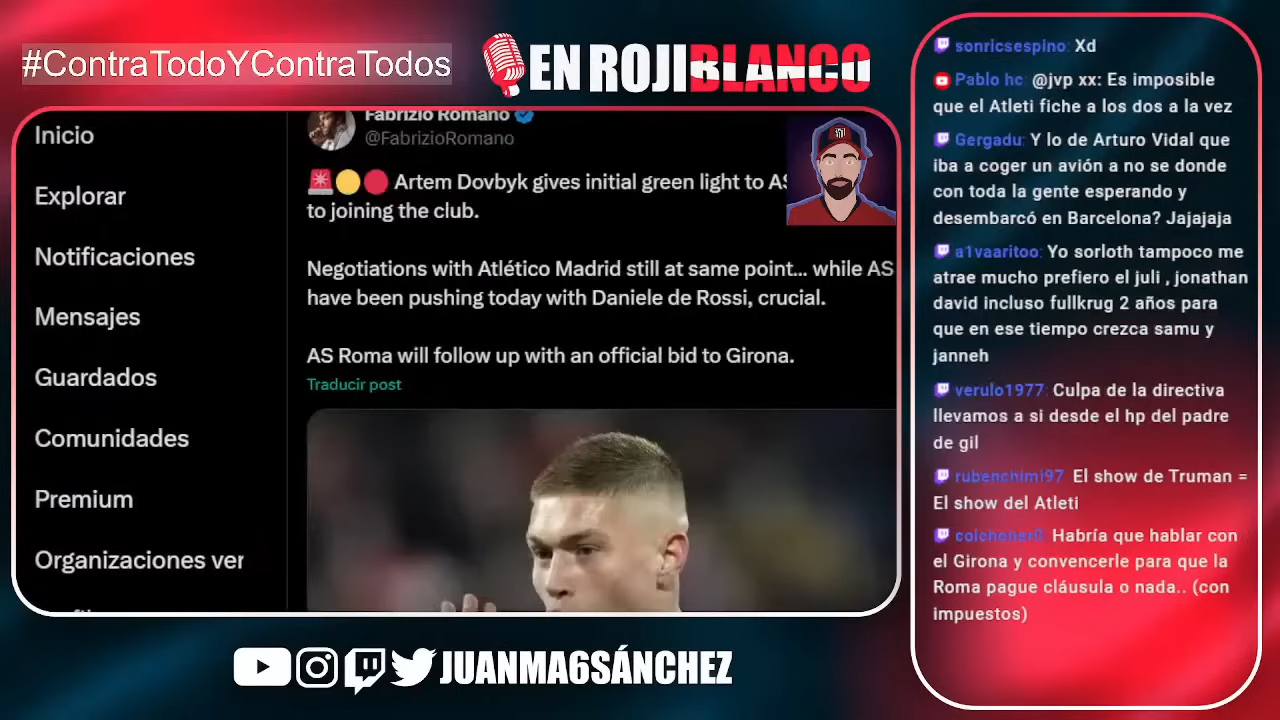 #ContraTodoYContraTodos
EN ROJIBLANCO
Inicio
Explorar
Notificaciones
Mensajes
Guardados
Comunidades
Premium
Organizaciones ver
Fabrizio Romano
@FabrizioRomano
Artem Dovbyk gives initial green light to AS
to joining the club.
Negotiations with Atlético Madrid still at same point... while AS
have been pushing today with Daniele de Rossi, crucial.
AS Roma will follow up with an official bid to Girona.
Traducir post
JUANMA6SÁNCHEZ
sonricsespino: Xd
Pablo hc: @jvp xx: Es imposible
que el Atleti fiche a los dos a la vez
Gergadu: Y lo de Arturo Vidal que
iba a coger un avión a no se donde
con toda la gente esperando y
desembarcó en Barcelona? Jajajaja
a1vaaritoo: Yo sorloth tampoco me
atrae mucho prefiero el juli , jonathan
david incluso fullkrug 2 años para
que en ese tiempo crezca samu y
janneh
verulo1977: Culpa de la directiva
llevamos a si desde el hp del padre
de gil
rubenchimi97: El show de Truman =
El show del Atleti
Habría que hablar con
el Girona y convencerle para que la
Roma pague cláusula o nada.. (con
impuestos)